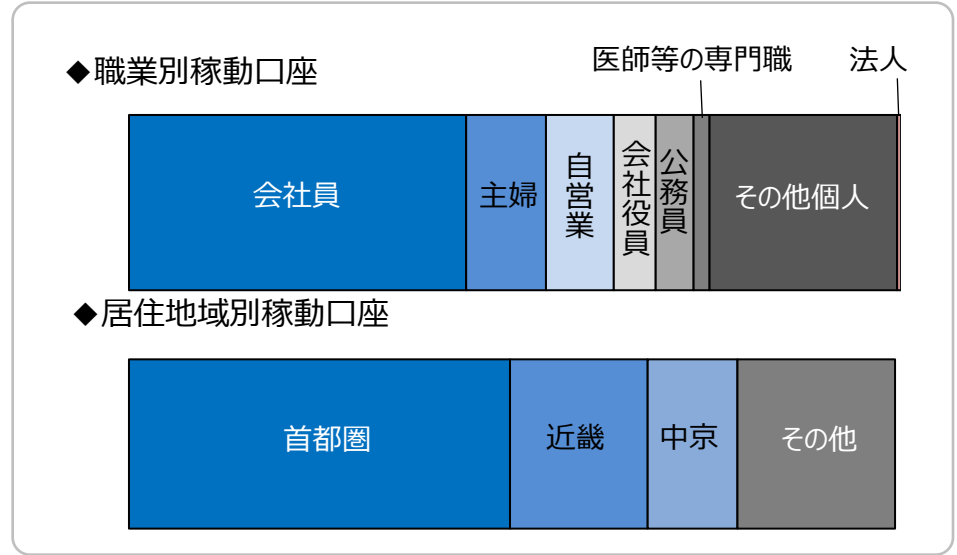 ◆職業別稼動口座
医師等の専門職
法人
会社員
主婦
自営業
会社役員
公務員
その他個人
◆居住地域別稼動口座
首都圏
近畿
中京
その他